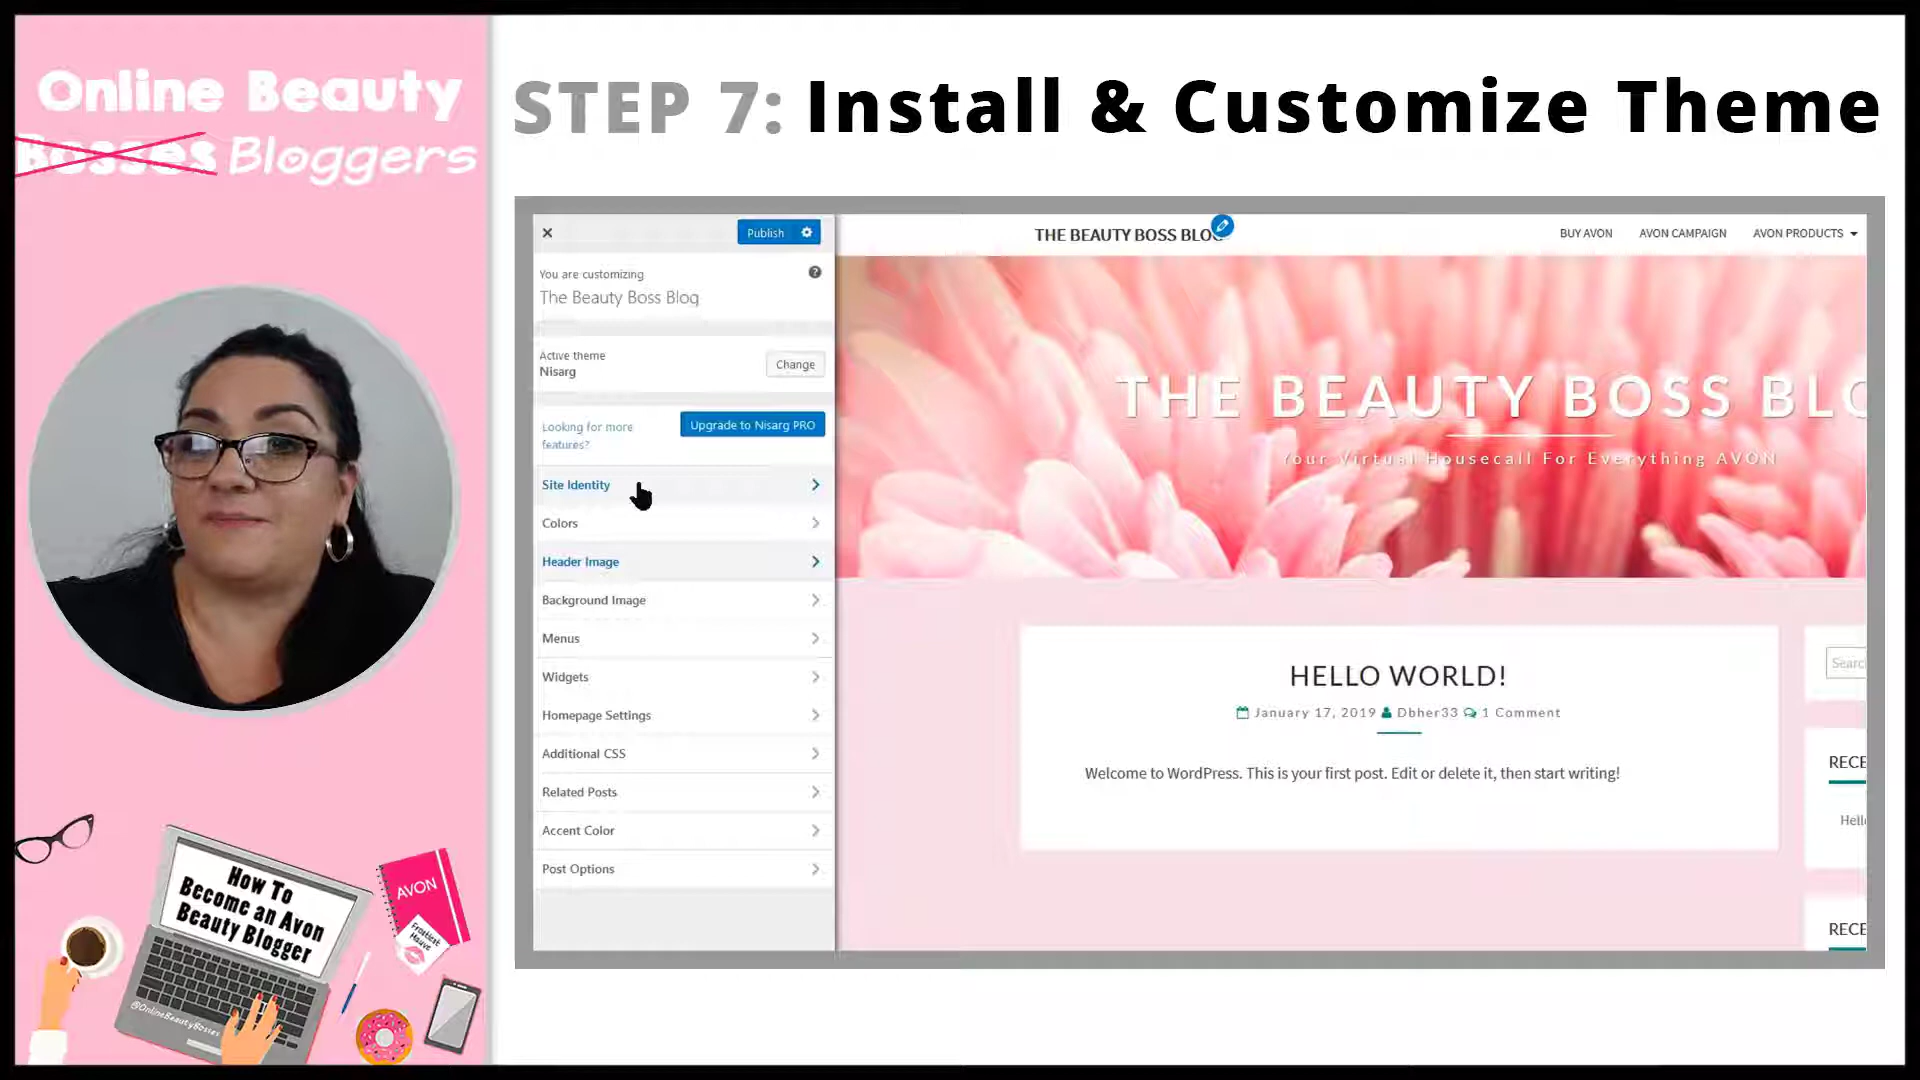 Online Beauty
Bosses Bloggers
STEP 7: Install & Customize Theme
Publish
You are customizing
The Beauty Boss Blog
Active theme
Nisarg
Change
Looking for more
features?
Upgrade to Nisarg PRO
Site Identity
Colors
Header Image
Background Image
Menus
Widgets
Homepage Settings
Additional CSS
Related Posts
Accent Color
Post Options
THE BEAUTY BOSS BLOG
BUY AVON
AVON CAMPAIGN
AVON PRODUCTS
THE BEAUTY BOSS BLO
Your Virtual Housecall For Everything AVON
HELLO WORLD!
January 17, 2019 Dbher33 1 Comment
Welcome to WordPress. This is your first post. Edit or delete it, then start writing!
Searc
RECE
Hell
RECE
How To
Become an Avon
Beauty Blogger
@OnlineBeautyBosses
AVON
Frostiest
Mauve